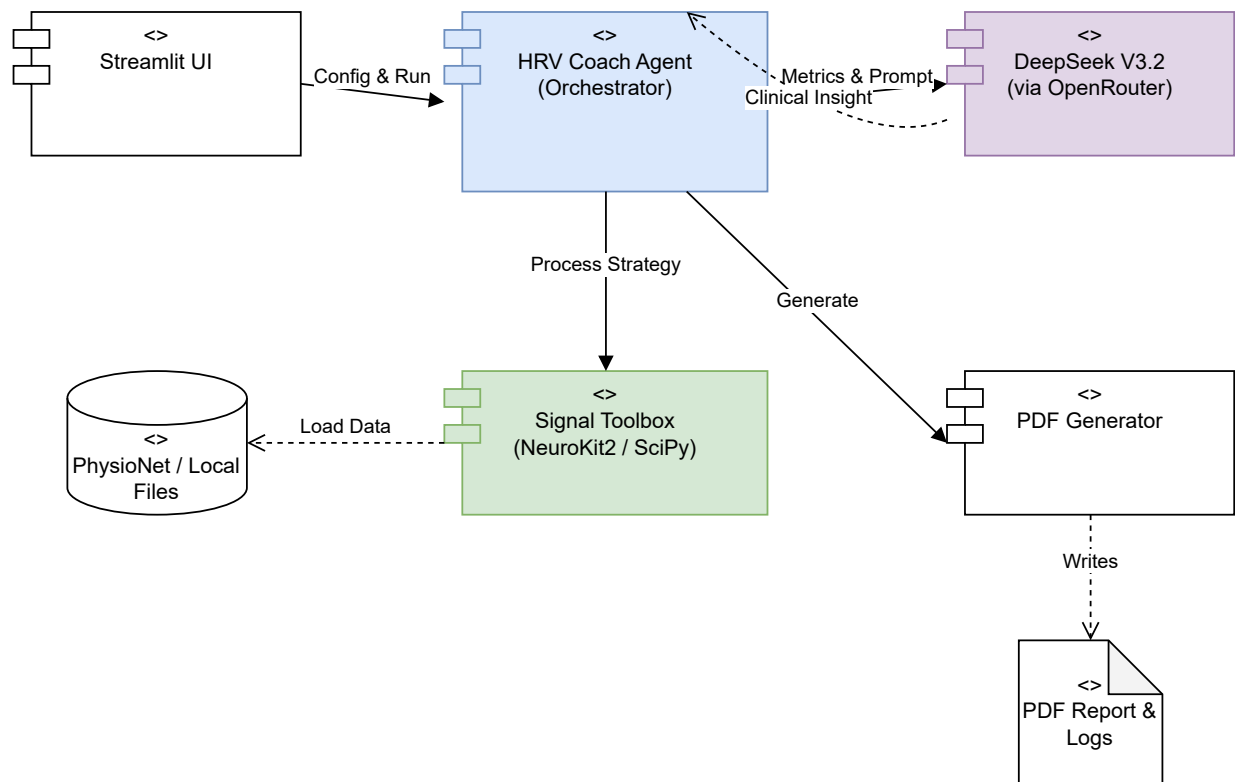 <>
Streamlit UI
Config & Run
<>
HRV Coach Agent
(Orchestrator)
Metrics & Prompt
Clinical Insight
<>
DeepSeek V3.2
(via OpenRouter)
Process Strategy
Generate
<>
PhysioNet / Local
Files
Load Data
<>
Signal Toolbox
(NeuroKit2 / SciPy)
<>
PDF Generator
Writes
<>
PDF Report &
Logs